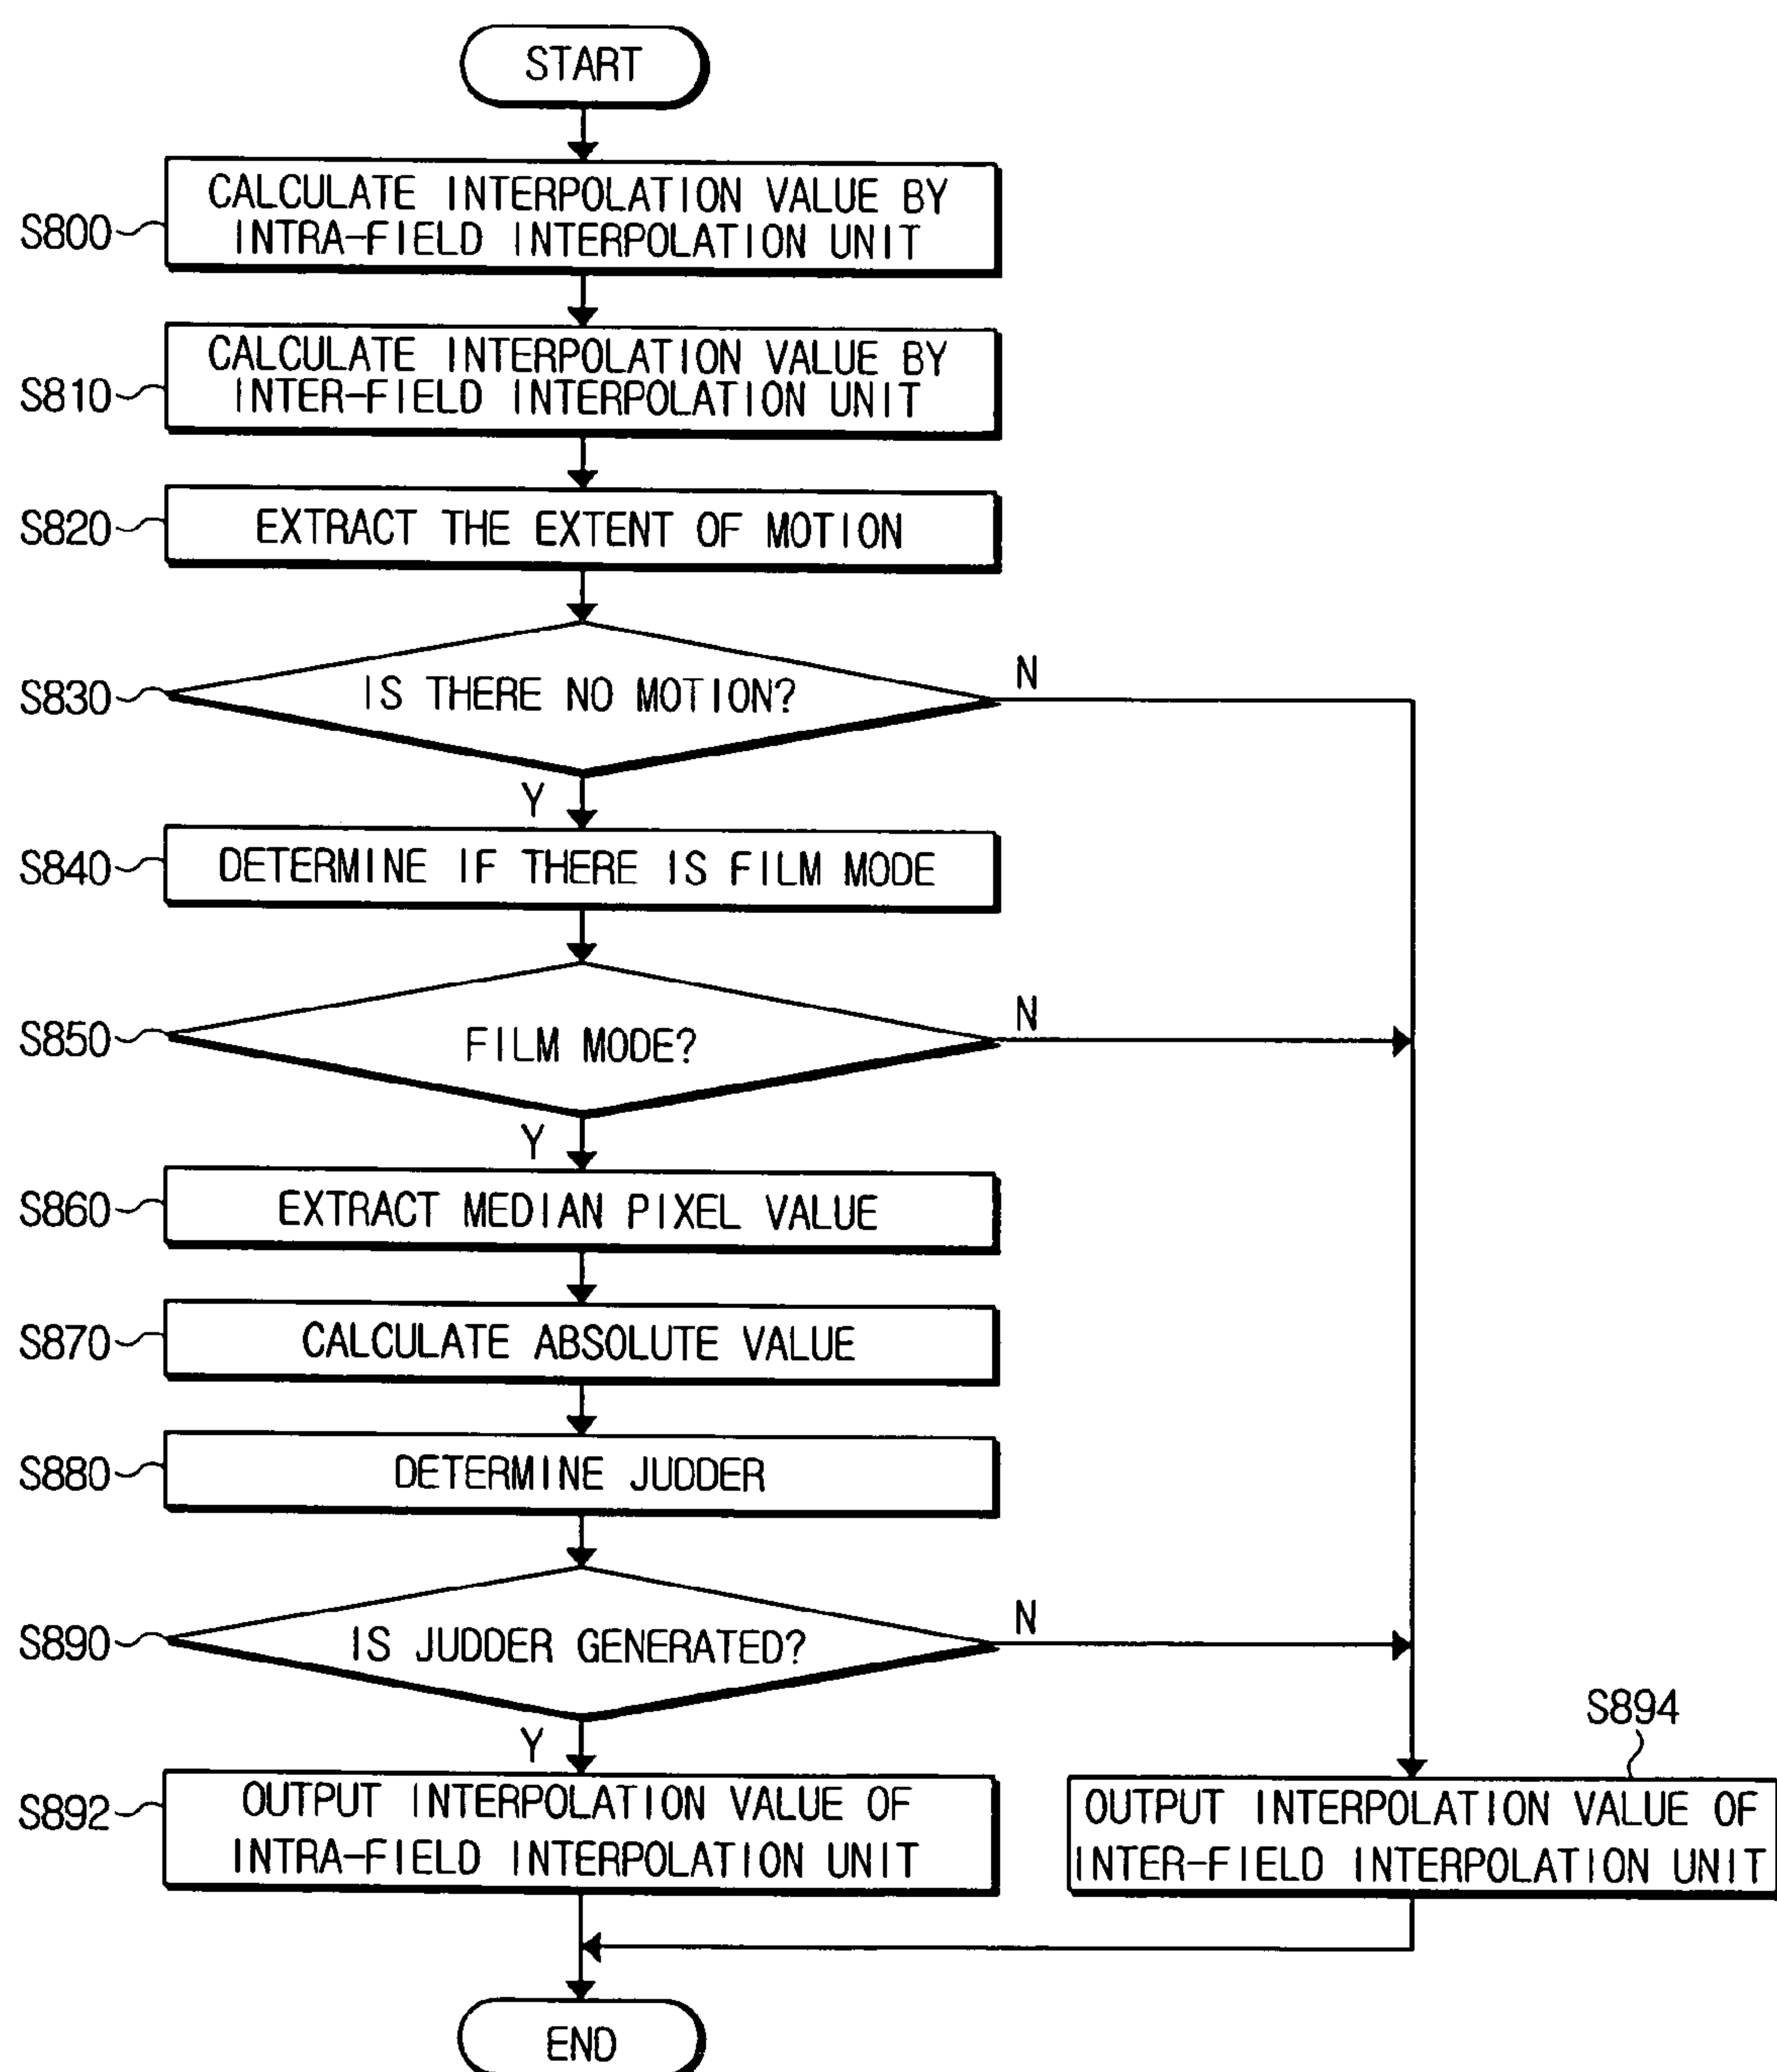 START
S800
CALCULATE INTERPOLATION VALUE BY
INTRA-FIELD INTERPOLATION UNIT
S810
CALCULATE INTERPOLATION VALUE BY
INTER-FIELD INTERPOLATION UNIT
S820
EXTRACT THE EXTENT OF MOTION
S830
IS THERE NO MOTION?
N
Y
S840
DETERMINE IF THERE IS FILM MODE
S850
FILM MODE?
N
Y
S860
EXTRACT MEDIAN PIXEL VALUE
S870
CALCULATE ABSOLUTE VALUE
S880
DETERMINE JUDDER
S890
IS JUDDER GENERATED?
N
Y
S892
OUTPUT INTERPOLATION VALUE OF
INTRA-FIELD INTERPOLATION UNIT
S894
OUTPUT INTERPOLATION VALUE OF
INTER-FIELD INTERPOLATION UNIT
END